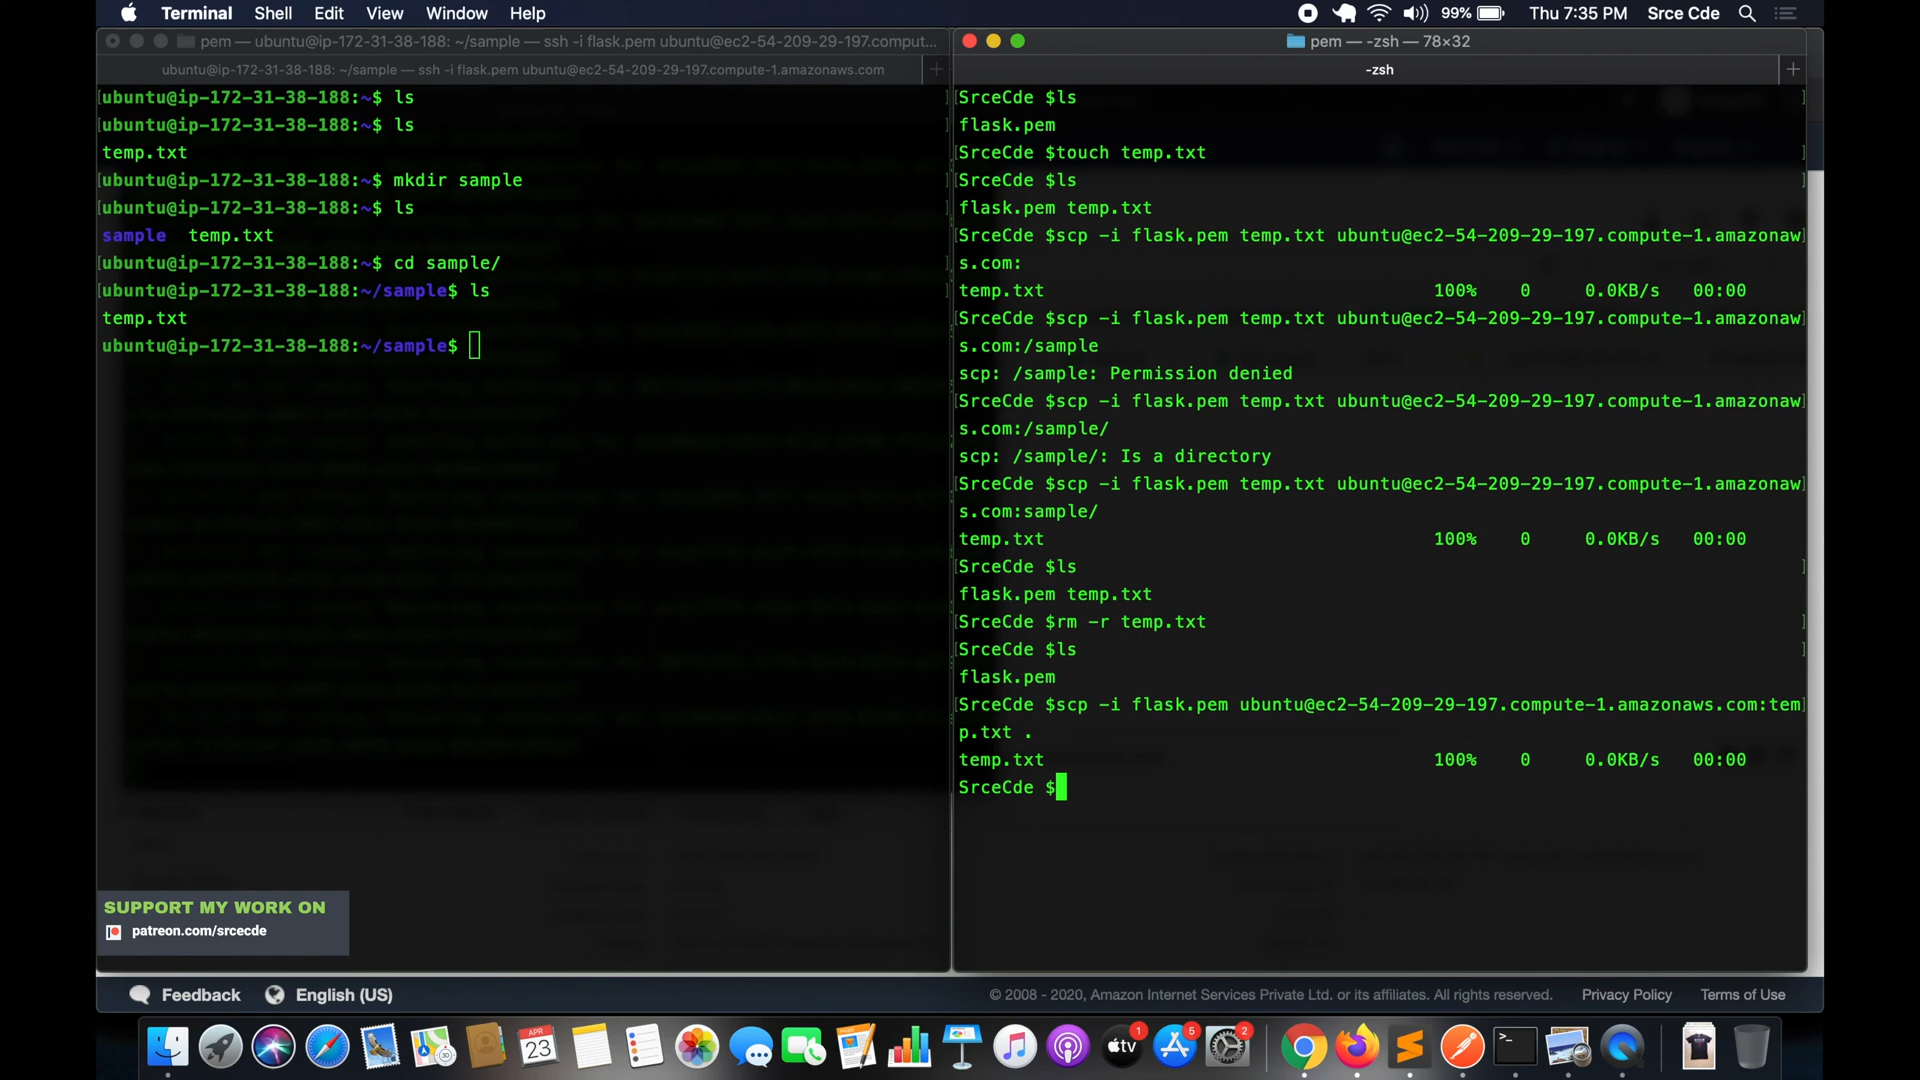 Terminal Shell Edit View Window Help 99% Thu 7:35 PM Srce Cde
pem — ubuntu@ip-172-31-38-188: ~/sample — ssh -i flask.pem ubuntu@ec2-54-209-29-197.comput...
ubuntu@ip-172-31-38-188: ~/sample — ssh -i flask.pem ubuntu@ec2-54-209-29-197.compute-1.amazonaws.com
[ubuntu@ip-172-31-38-188:~$ ls ]
[ubuntu@ip-172-31-38-188:~$ ls ]
temp.txt
[ubuntu@ip-172-31-38-188:~$ mkdir sample ]
[ubuntu@ip-172-31-38-188:~$ ls ]
sample temp.txt
[ubuntu@ip-172-31-38-188:~$ cd sample/ ]
[ubuntu@ip-172-31-38-188:~/sample$ ls ]
temp.txt
ubuntu@ip-172-31-38-188:~/sample$
SUPPORT MY WORK ON
patreon.com/srcecde
pem — -zsh — 78×32
-zsh
[SrceCde $ls ]
flask.pem
[SrceCde $touch temp.txt ]
[SrceCde $ls ]
flask.pem temp.txt
[SrceCde $scp -i flask.pem temp.txt ubuntu@ec2-54-209-29-197.compute-1.amazonaw]
s.com:
temp.txt 100% 0 0.0KB/s 00:00
[SrceCde $scp -i flask.pem temp.txt ubuntu@ec2-54-209-29-197.compute-1.amazonaw]
s.com:/sample
scp: /sample: Permission denied
[SrceCde $scp -i flask.pem temp.txt ubuntu@ec2-54-209-29-197.compute-1.amazonaw]
s.com:/sample/
scp: /sample/: Is a directory
[SrceCde $scp -i flask.pem temp.txt ubuntu@ec2-54-209-29-197.compute-1.amazonaw]
s.com:sample/
temp.txt 100% 0 0.0KB/s 00:00
[SrceCde $ls ]
flask.pem temp.txt
[SrceCde $rm -r temp.txt ]
[SrceCde $ls ]
flask.pem
[SrceCde $scp -i flask.pem ubuntu@ec2-54-209-29-197.compute-1.amazonaws.com:tem]
p.txt .
temp.txt 100% 0 0.0KB/s 00:00
SrceCde $
Feedback English (US) © 2008 - 2020, Amazon Internet Services Private Ltd. or its affiliates. All rights reserved. Privacy Policy Terms of Use
APR
23
tv
1
5
2